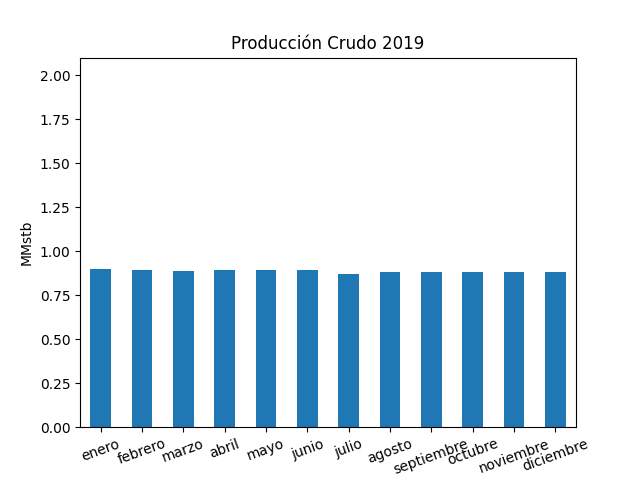 Producción Crudo 2019
MMstb
2.00
1.75
1.50
1.25
1.00
0.75
0.50
0.25
0.00
enero
febrero
marzo
abril
mayo
junio
julio
agosto
septiembre
octubre
noviembre
diciembre